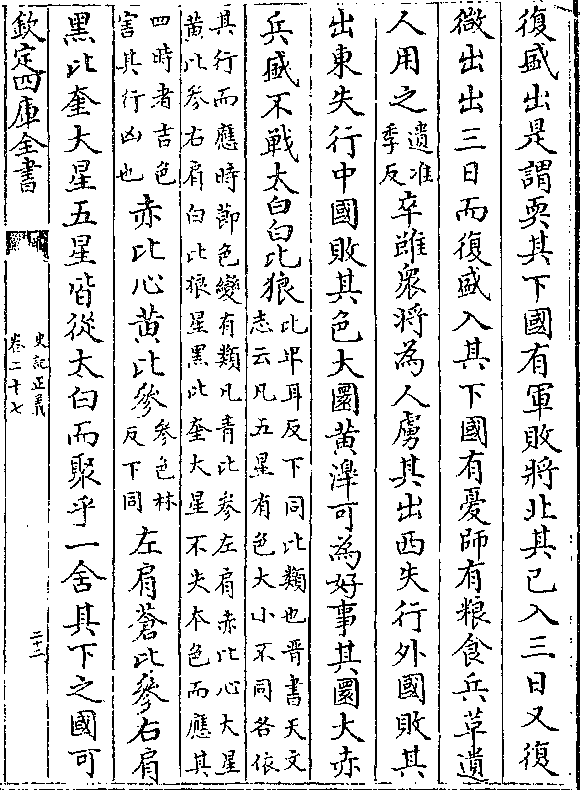 復盛出是謂耎其下國有軍敗將北其已入三日又復
微出出三日而復盛入其下國有憂師有粮食兵革遺
人用之遺准季反卒雖衆將為人虜其出西失行外國敗其
出東失行中國敗其色大圜黃滜可為好事其圜大赤
兵盛不戰太白白比狼比卑耳反下同比類也晋書天文志云凡五星有色大小不同各依
其行而應時節色變有類凡青比參左肩赤比心大星黃比參右肩白比狼星黑比奎大星不失本色而應其
四時者吉色害其行凶也赤比心黃比參參色林反下同左肩蒼比參右肩
黑比奎大星五星皆從太白而聚乎一舍其下之國可
欽定四庫全書
史記正義
卷二十七
二十二